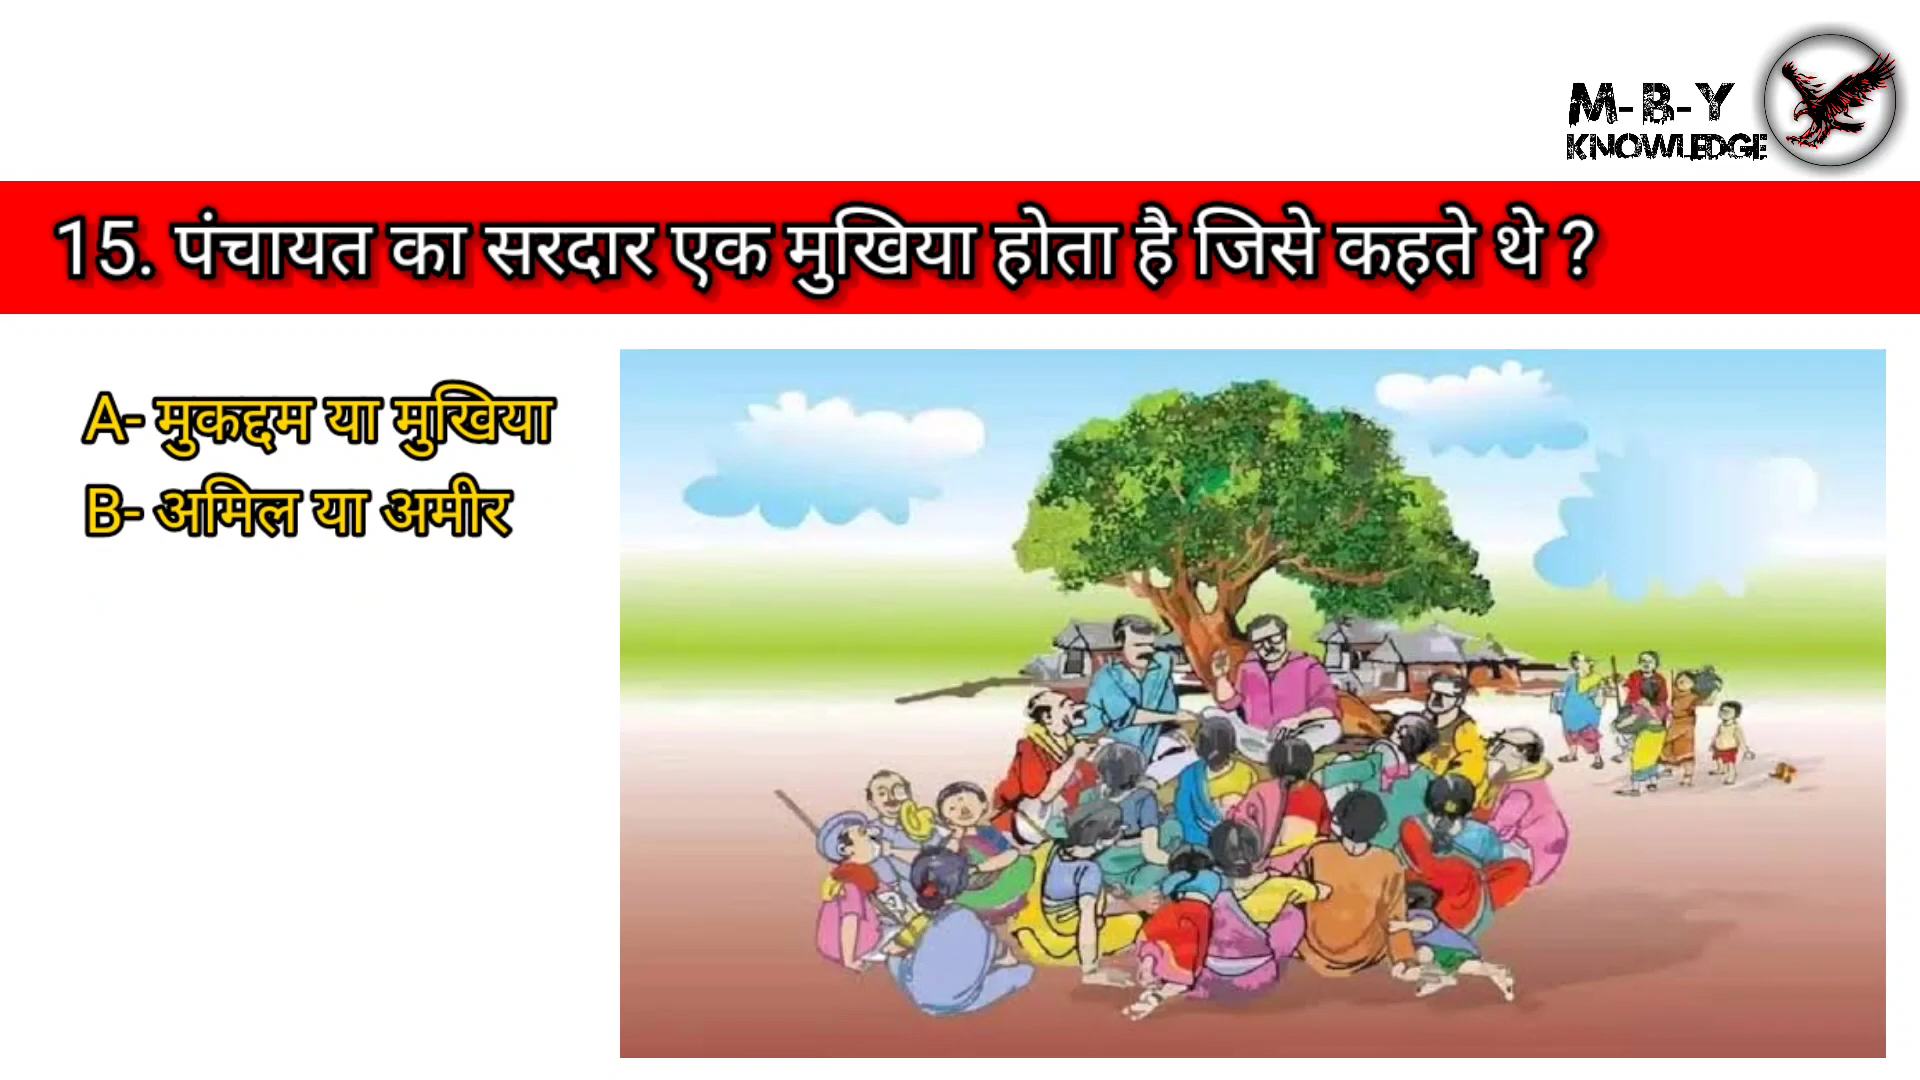 M-B-Y
KNOWLEDGE
15. पंचायत का सरदार एक मुखिया होता है जिसे कहते थे ?
A- मुकद्दम या मुखिया
B- अमिल या अमीर